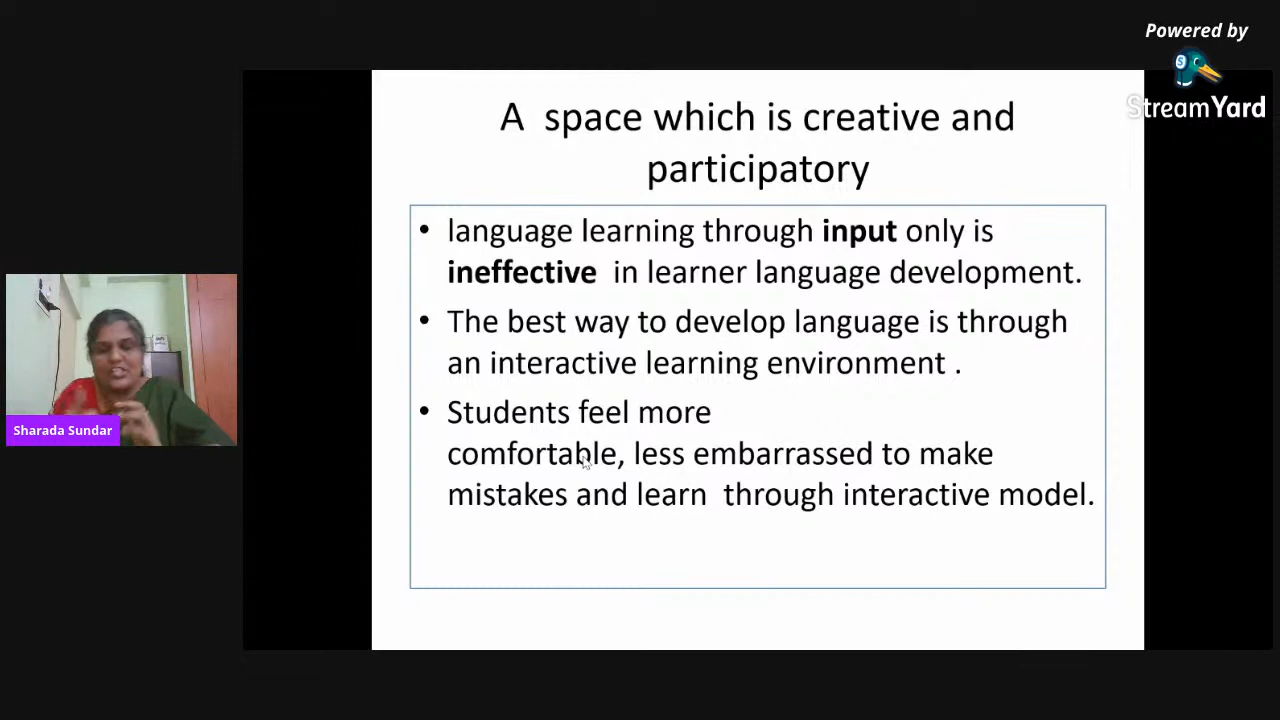 Powered by
StreamYard
A space which is creative and
participatory
• language learning through input only is
ineffective in learner language development.
• The best way to develop language is through
an interactive learning environment .
• Students feel more
comfortable, less embarrassed to make
mistakes and learn through interactive model.
Sharada Sundar